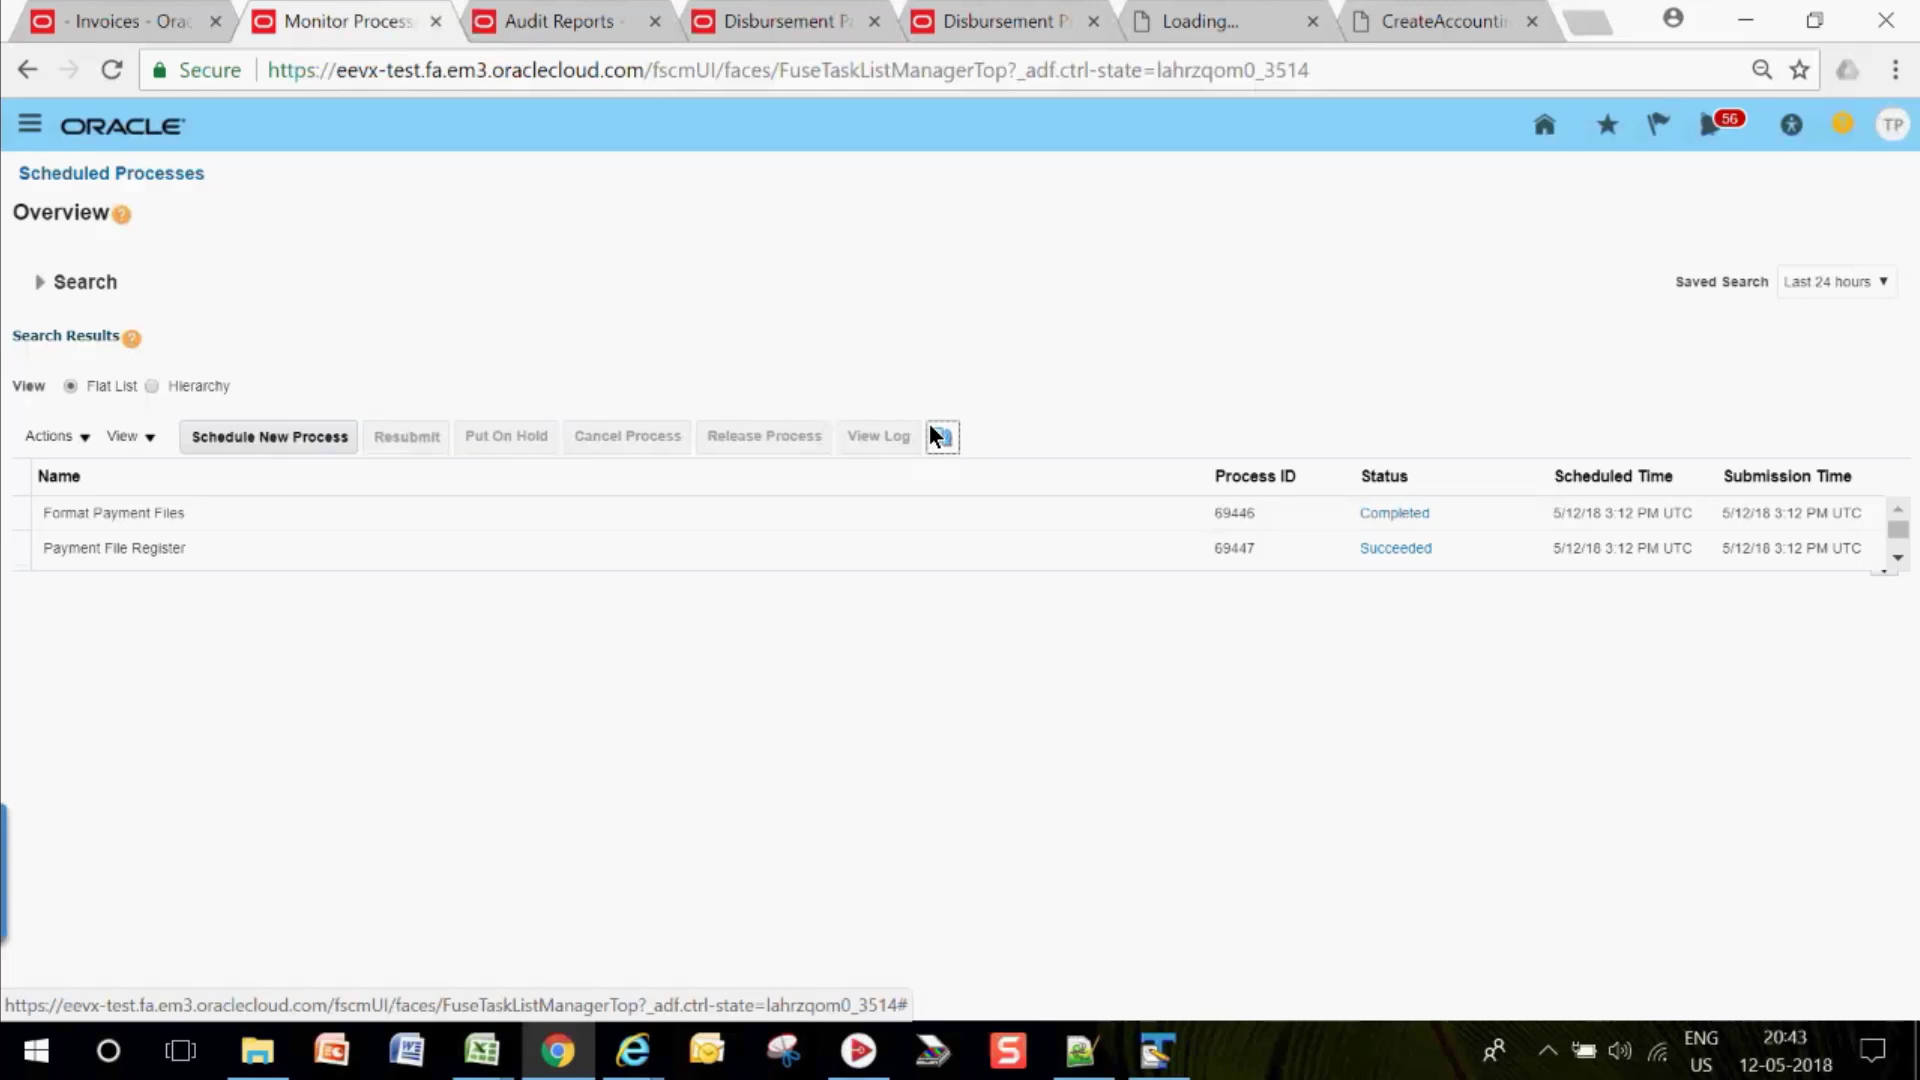 - Invoices - Orac
Monitor Process
Audit Reports -
Disbursement P
Disbursement P
Loading...
CreateAccounti
Secure
https://eevx-test.fa.em3.oraclecloud.com/fscmUI/faces/FuseTaskListManagerTop?_adf.ctrl-state=lahrzqom0_3514
ORACLE
56
TP
Scheduled Processes
Overview ?
Search
Saved Search Last 24 hours
Search Results ?
View Flat List Hierarchy
Actions View Schedule New Process Resubmit Put On Hold Cancel Process Release Process View Log
Name Process ID Status Scheduled Time Submission Time
Format Payment Files 69446 Completed 5/12/18 3:12 PM UTC 5/12/18 3:12 PM UTC
Payment File Register 69447 Succeeded 5/12/18 3:12 PM UTC 5/12/18 3:12 PM UTC
https://eevx-test.fa.em3.oraclecloud.com/fscmUI/faces/FuseTaskListManagerTop?_adf.ctrl-state=lahrzqom0_3514#
ENG 20:43
US 12-05-2018